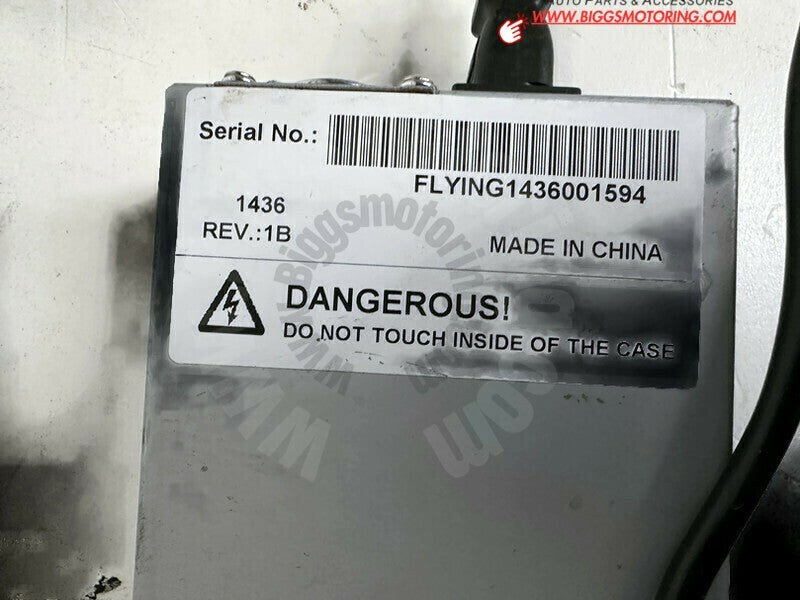 AUTO PARTS & ACCESSORIES
WWW.BIGGSMOTORING.COM
Serial No.:
FLYING1436001594
1436
REV.:1B
MADE IN CHINA
DANGEROUS!
DO NOT TOUCH INSIDE OF THE CASE
www.Biggsmotoring.com